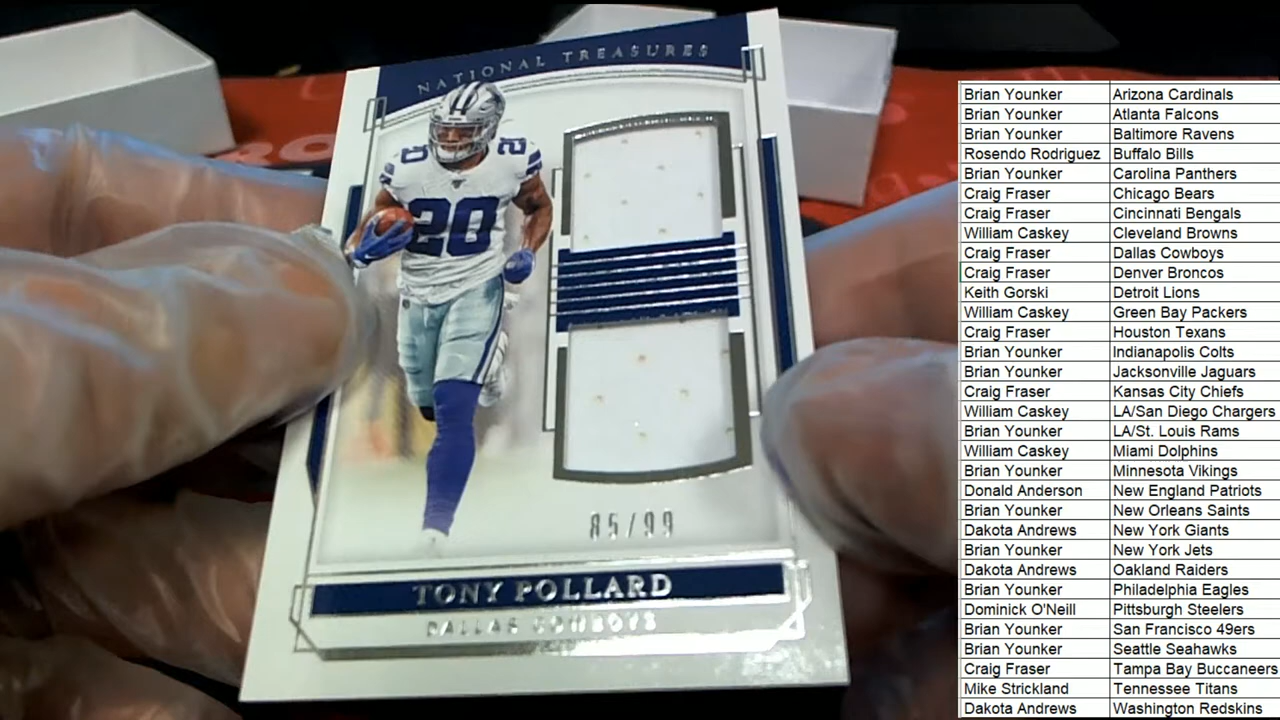 NATIONAL TREASURES
20
20
20
85/99
TONY POLLARD
DALLAS COWBOYS
Brian Younker Arizona Cardinals
Brian Younker Atlanta Falcons
Brian Younker Baltimore Ravens
Rosendo Rodriguez Buffalo Bills
Brian Younker Carolina Panthers
Craig Fraser Chicago Bears
Craig Fraser Cincinnati Bengals
William Caskey Cleveland Browns
Craig Fraser Dallas Cowboys
Craig Fraser Denver Broncos
Keith Gorski Detroit Lions
William Caskey Green Bay Packers
Craig Fraser Houston Texans
Brian Younker Indianapolis Colts
Brian Younker Jacksonville Jaguars
Craig Fraser Kansas City Chiefs
William Caskey LA/San Diego Chargers
Brian Younker LA/St. Louis Rams
William Caskey Miami Dolphins
Brian Younker Minnesota Vikings
Donald Anderson New England Patriots
Brian Younker New Orleans Saints
Dakota Andrews New York Giants
Brian Younker New York Jets
Dakota Andrews Oakland Raiders
Brian Younker Philadelphia Eagles
Dominick O'Neill Pittsburgh Steelers
Brian Younker San Francisco 49ers
Brian Younker Seattle Seahawks
Craig Fraser Tampa Bay Buccaneers
Mike Strickland Tennessee Titans
Dakota Andrews Washington Redskins